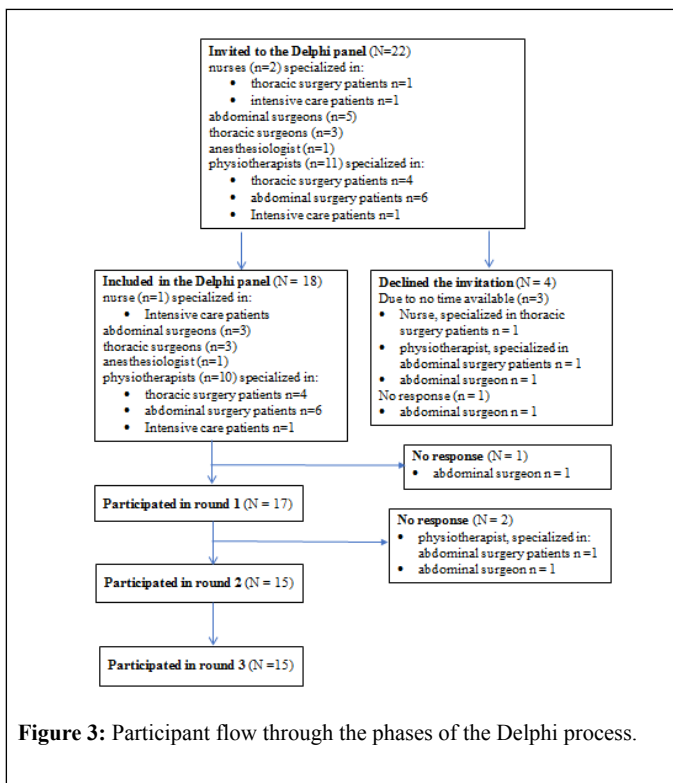 Invited to the Delphi panel (N=22)
nurses (n=2) specialized in:
• thoracic surgery patients n=1
• intensive care patients n=1
abdominal surgeons (n=5)
thoracic surgeons (n=3)
anesthesiologist (n=1)
physiotherapists (n=11) specialized in:
• thoracic surgery patients n=4
• abdominal surgery patients n=6
• Intensive care patients n=1
Included in the Delphi panel (N= 18)
nurse (n=1) specialized in:
• Intensive care patients
abdominal surgeons (n=3)
thoracic surgeons (n=3)
anesthesiologist (n=1)
physiotherapists (n=10) specialized in:
• thoracic surgery patients n=4
• abdominal surgery patients n=6
• Intensive care patients n=1
Declined the invitation (N= 4)
Due to no time available (n=3)
• Nurse, specialized in thoracic
surgery patients n = 1
• physiotherapist, specialized in
abdominal surgery patients n = 1
• abdominal surgeon n = 1
No response (n = 1)
• abdominal surgeon n = 1
No response (N= 1)
• abdominal surgeon n = 1
Participated in round 1 (N = 17)
No response (N= 2)
• physiotherapist, specialized in:
abdominal surgery patients n =1
• abdominal surgeon n = 1
Participated in round 2 (N = 15)
Participated in round 3 (N =15)
Figure 3: Participant flow through the phases of the Delphi process.